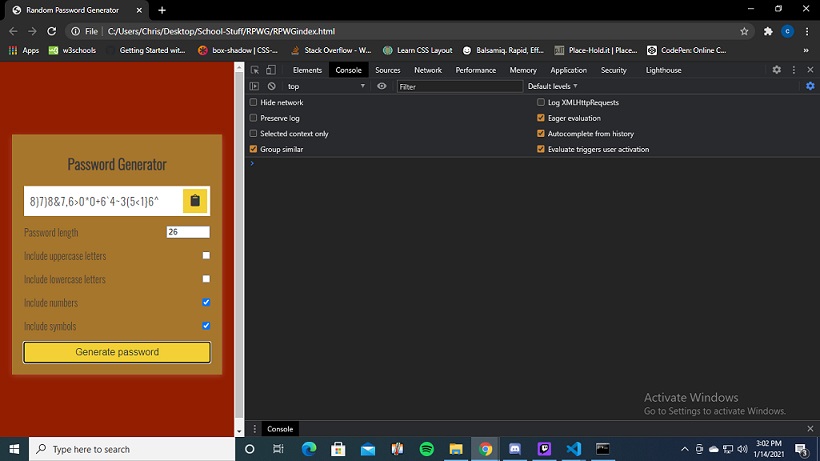 Random Password Generator
File | C:/Users/Chris/Desktop/School-Stuff/RPWG/RPWGindex.html
Apps w3schools Getting Started wit... box-shadow | CSS-... Stack Overflow - W... Learn CSS Layout Balsamiq. Rapid, Eff... Place-Hold.it | Place... CodePen: Online C... »
Elements Console Sources Network Performance Memory Application Security Lighthouse
top Filter Default levels
Hide network Log XMLHttpRequests
Preserve log Eager evaluation
Selected context only Autocomplete from history
Group similar Evaluate triggers user activation
Password Generator
8}7}8&7,6>0*0+6`4~3(5<1}6^
Password length 26
Include uppercase letters
Include lowercase letters
Include numbers
Include symbols
Generate password
Activate Windows
Go to Settings to activate Windows.
Console
Type here to search
3:02 PM
1/14/2021